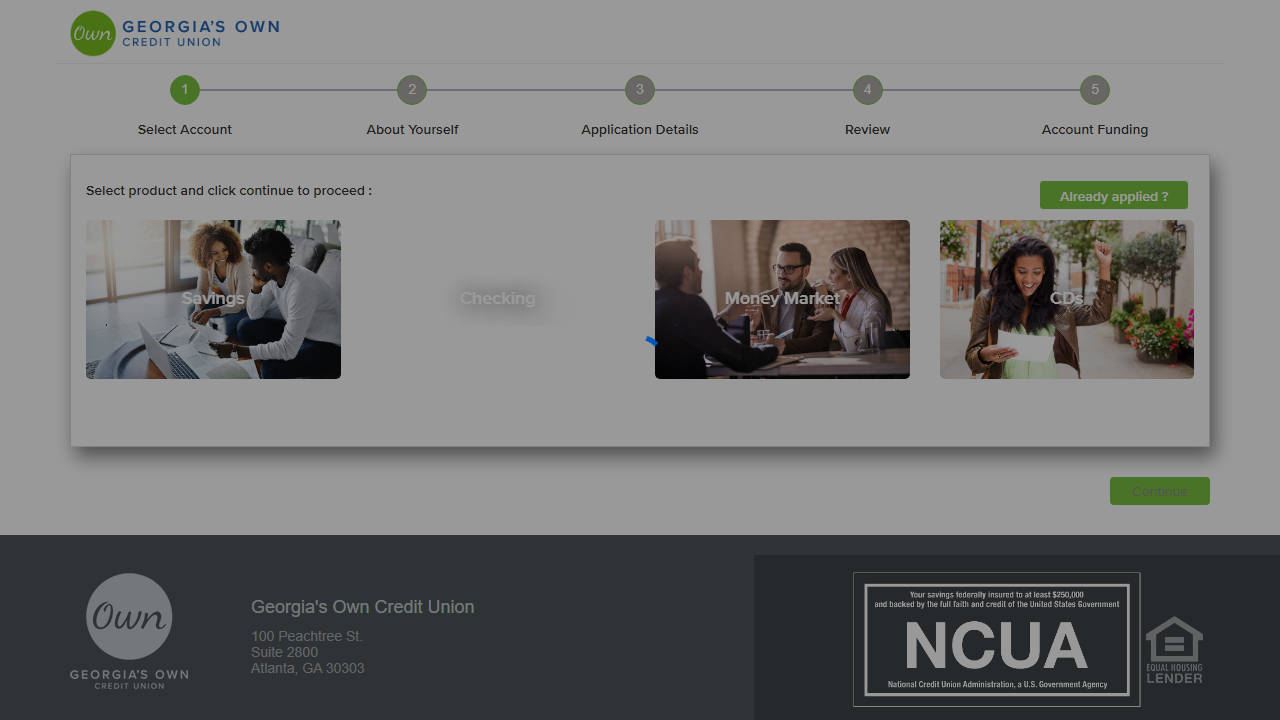 Own
GEORGIA'S OWN
CREDIT UNION
1
2
3
4
5
Select Account
About Yourself
Application Details
Review
Account Funding
Select product and click continue to proceed :
Already applied ?
Savings
Checking
Money Market
CDs
Continue
Own
GEORGIA'S OWN
CREDIT UNION
Georgia's Own Credit Union
100 Peachtree St.
Suite 2800
Atlanta, GA 30303
Your savings federally insured to at least $250,000
and backed by the full faith and credit of the United States Government
NCUA
National Credit Union Administration, a U.S. Government Agency
EQUAL HOUSING
LENDER